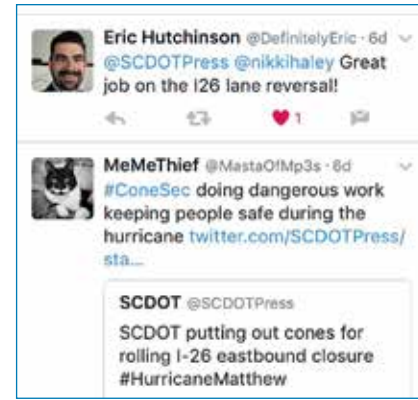 Eric Hutchinson @DefinitelyEric · 6d
@SCDOTPress @nikkihaley Great
job on the I26 lane reversal!
1
MeMeThief @MastaOfMp3s · 6d
#ConeSec doing dangerous work
keeping people safe during the
hurricane twitter.com/SCDOTPress/
sta...
SCDOT @SCDOTPress
SCDOT putting out cones for
rolling I-26 eastbound closure
#HurricaneMatthew